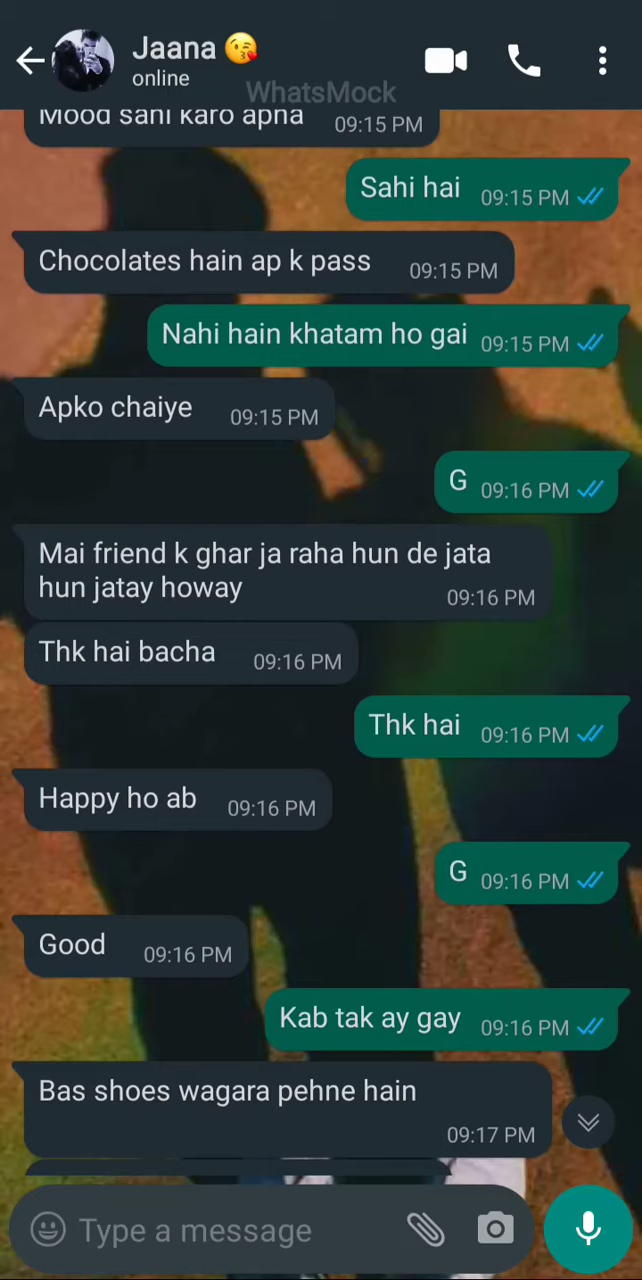 Jaana 😘
online
WhatsMock
Mood sahi karo apna 09:15 PM
Sahi hai 09:15 PM
Chocolates hain ap k pass 09:15 PM
Nahi hain khatam ho gai 09:15 PM
Apko chaiye 09:15 PM
G 09:16 PM
Mai friend k ghar ja raha hun de jata
hun jatay howay 09:16 PM
Thk hai bacha 09:16 PM
Thk hai 09:16 PM
Happy ho ab 09:16 PM
G 09:16 PM
Good 09:16 PM
Kab tak ay gay 09:16 PM
Bas shoes wagara pehne hain
09:17 PM
Type a message